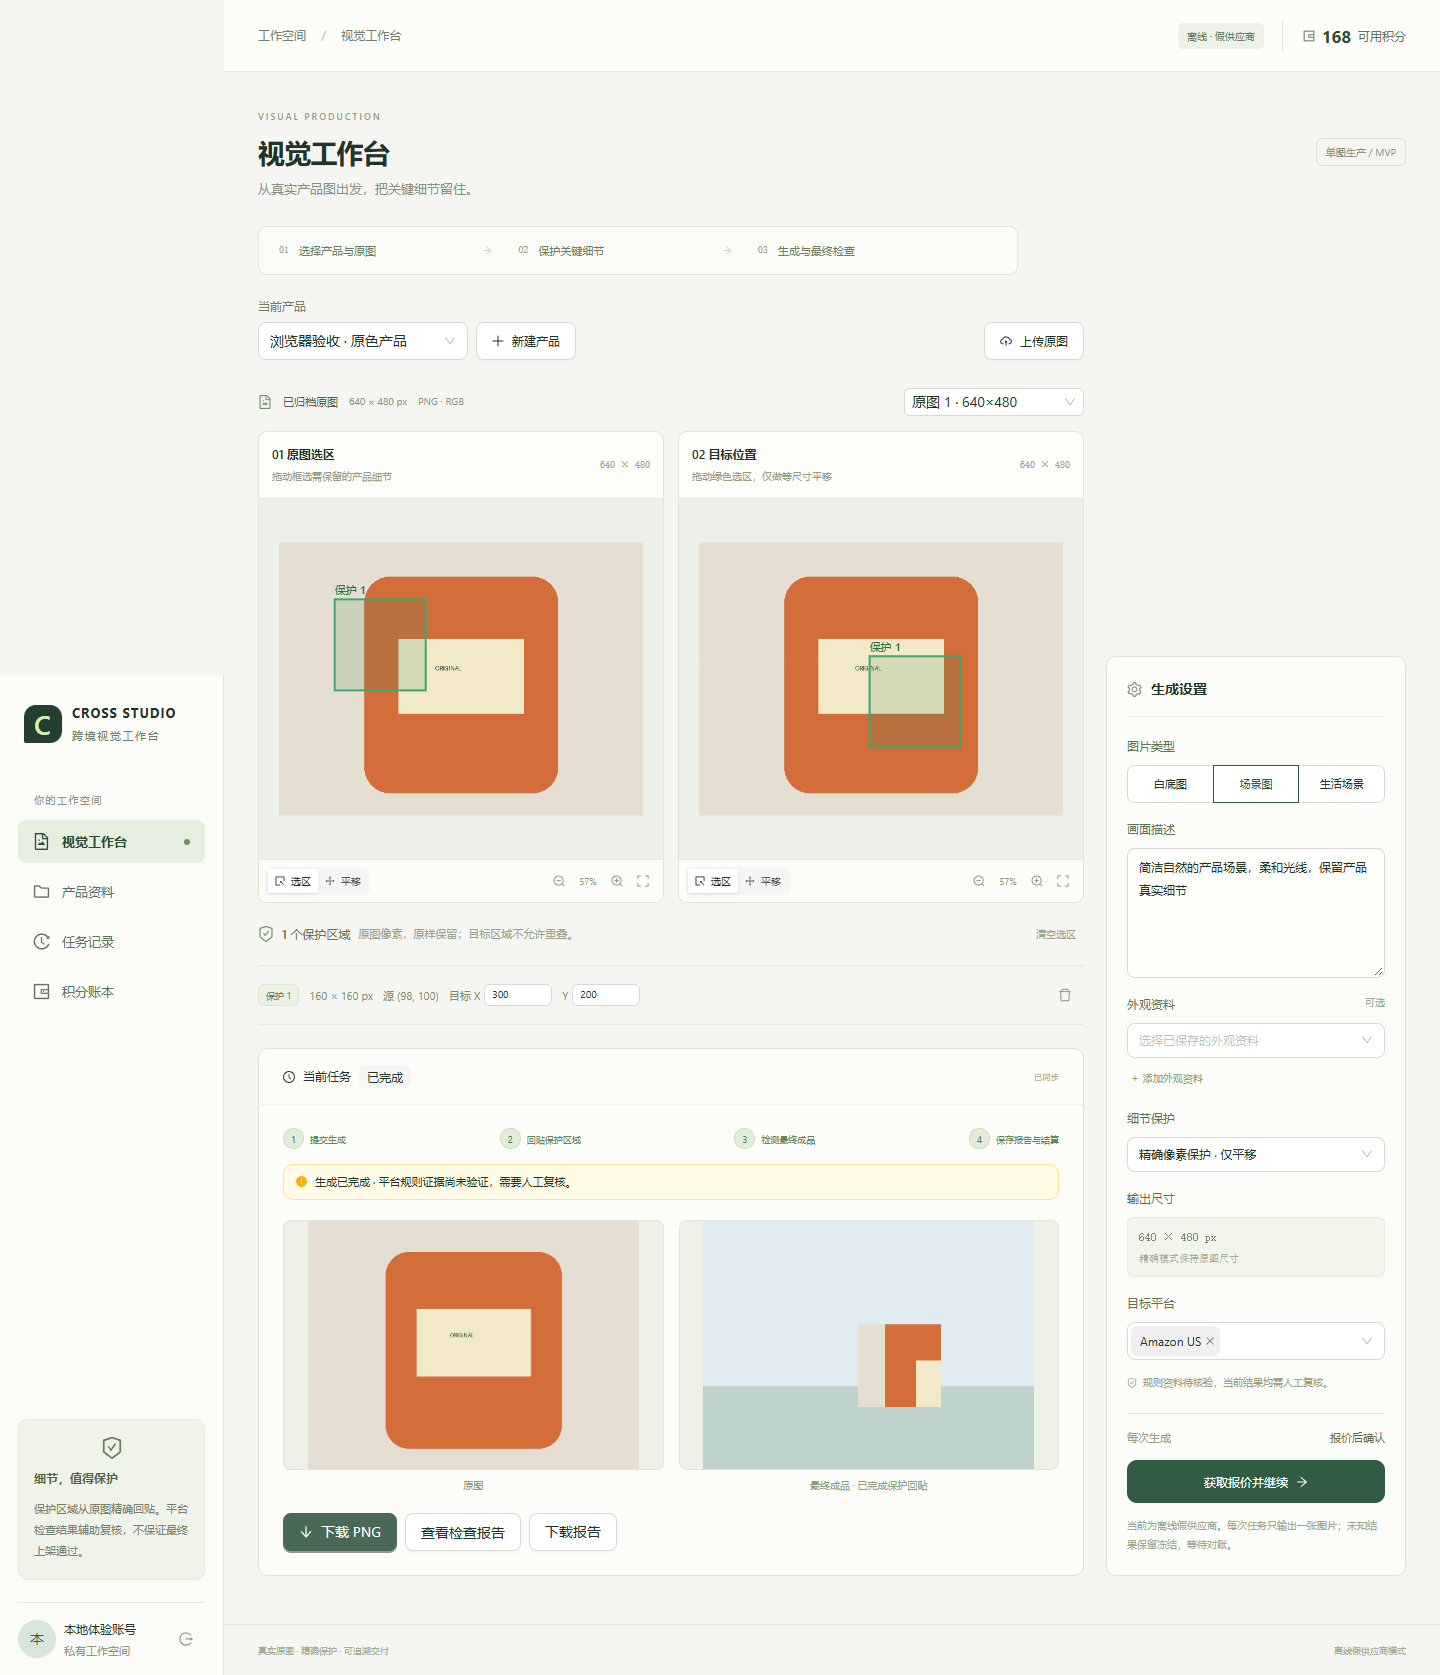 工作空间 / 视觉工作台
离线 · 假供应商
168 可用积分
VISUAL PRODUCTION
视觉工作台
从真实产品图出发，把关键细节留住。
单图生产 / MVP
01 选择产品与原图 → 02 保护关键细节 → 03 生成与最终检查
当前产品
浏览器验收 · 原色产品
+ 新建产品
上传原图
已归档原图 640 × 480 px PNG · RGB
原图 1 · 640×480
01 原图选区
拖动框选需保留的产品细节
640 × 480
保护 1
ORIGINAL
选区 平移
57%
02 目标位置
拖动绿色选区，仅做等尺寸平移
640 × 480
保护 1
ORIGINAL
选区 平移
57%
1 个保护区域 原图像素，原样保留；目标区域不允许重叠。
清空选区
保护 1 160 × 160 px 源 (98, 100) 目标 X 300 Y 200
当前任务 已完成
已同步
1 提交生成
2 回贴保护区域
3 检测最终成品
4 保存报告与结算
生成已完成 · 平台规则证据尚未验证，需要人工复核。
ORIGINAL
原图
最终成品 · 已完成保护回贴
下载 PNG
查看检查报告
下载报告
生成设置
图片类型
白底图 场景图 生活场景
画面描述
简洁自然的产品场景，柔和光线，保留产品
真实细节
外观资料 可选
选择已保存的外观资料
+ 添加外观资料
细节保护
精确像素保护 · 仅平移
输出尺寸
640 × 480 px
精确模式保持原图尺寸
目标平台
Amazon US ×
规则资料待核验，当前结果均需人工复核。
每次生成 报价后确认
获取报价并继续 →
当前为离线假供应商。每次任务只输出一张图片；未知结
果保留冻结，等待对账。
C
CROSS STUDIO
跨境视觉工作台
你的工作空间
视觉工作台
产品资料
任务记录
积分账本
细节，值得保护
保护区域从原图精确回贴。平台
检查结果辅助复核，不保证最终
上架通过。
本
本地体验账号
私有工作空间
真实原图 · 精确保护 · 可追溯交付
离线假供应商模式